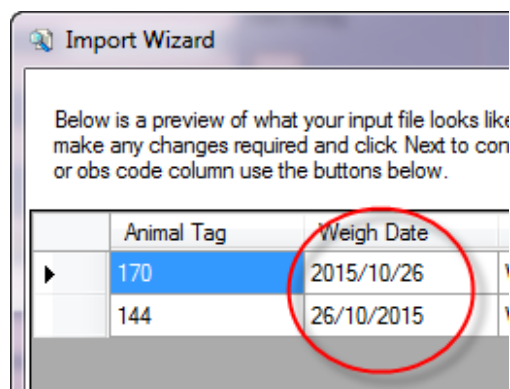 Import Wizard
Below is a preview of what your input file looks like
make any changes required and click Next to con
or obs code column use the buttons below.
Animal Tag Weigh Date
170 2015/10/26
144 26/10/2015